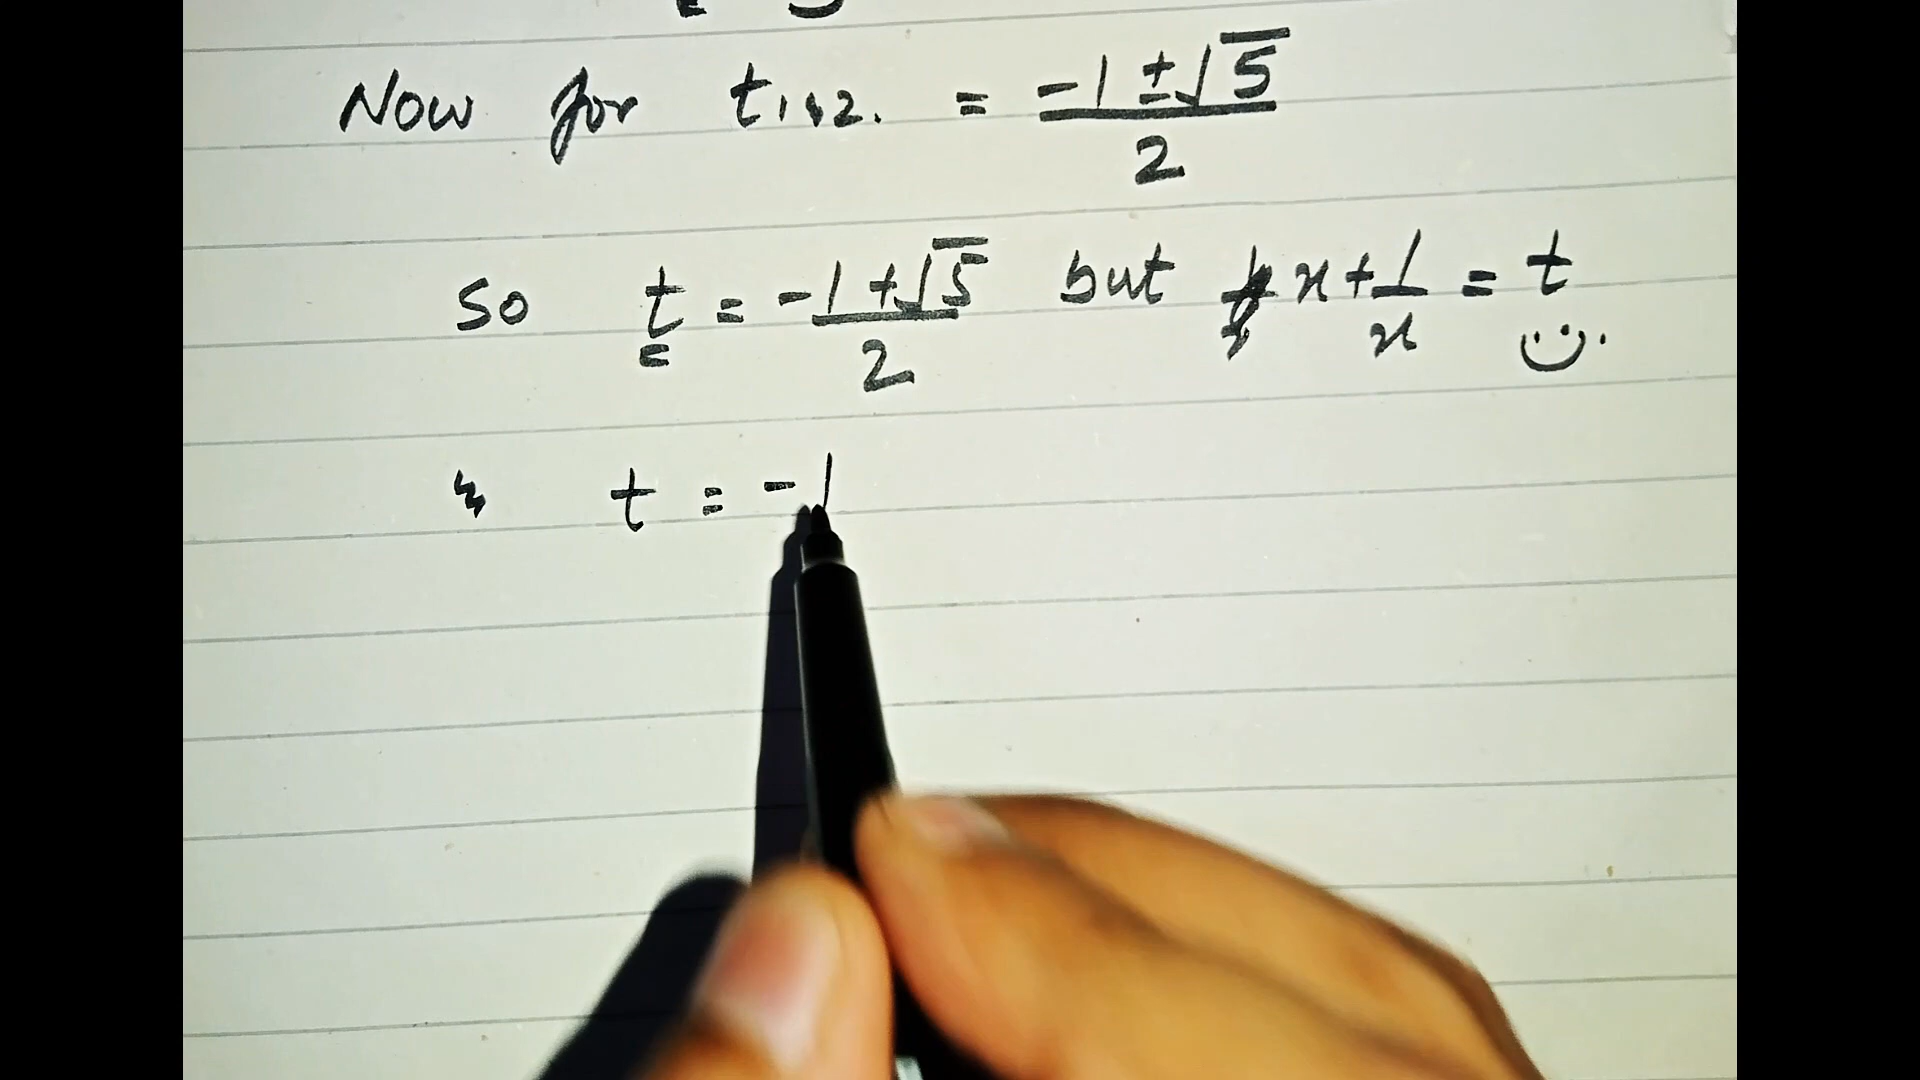 Now for t1&2. = (-1 ± √5)/2
so t = (-1 + √5)/2 but x + 1/x = t
& t = -1